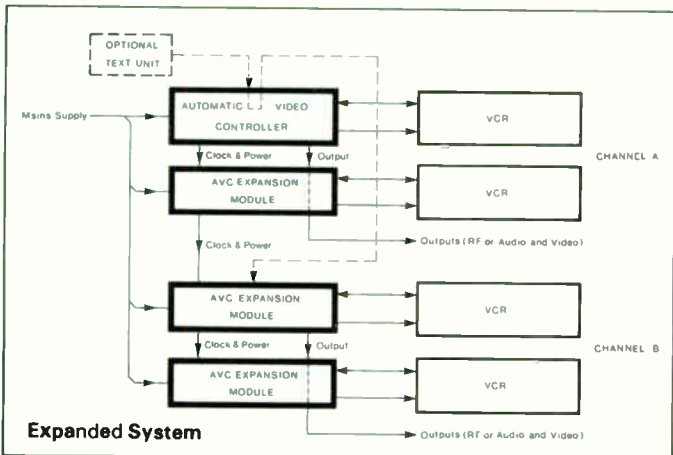 OPTIONAL
TEXT UNIT
AUTOMATIC VIDEO
CONTROLLER
VCR
Mains Supply
CHANNEL A
Clock & Power
Output
AVC EXPANSION
MODULE
VCR
Outputs (RF or Audio and Video)
Clock & Power
AVC EXPANSION
MODULE
VCR
CHANNEL B
Clock & Power
Output
AVC EXPANSION
MODULE
VCR
Expanded System
Outputs (RF or Audio and Video)